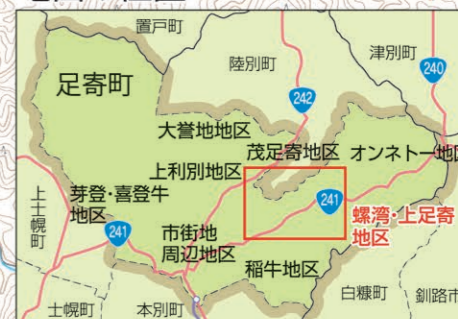 置戸町
陸別町
津別町
240
足寄町
242
大誉地地区
茂足寄地区
オンネトー地区
上利別地区
241
螺湾・上足寄
地区
芽登・喜登牛
地区
241
市街地
周辺地区
上士幌町
稲牛地区
白糠町
釧路市
士幌町
本別町